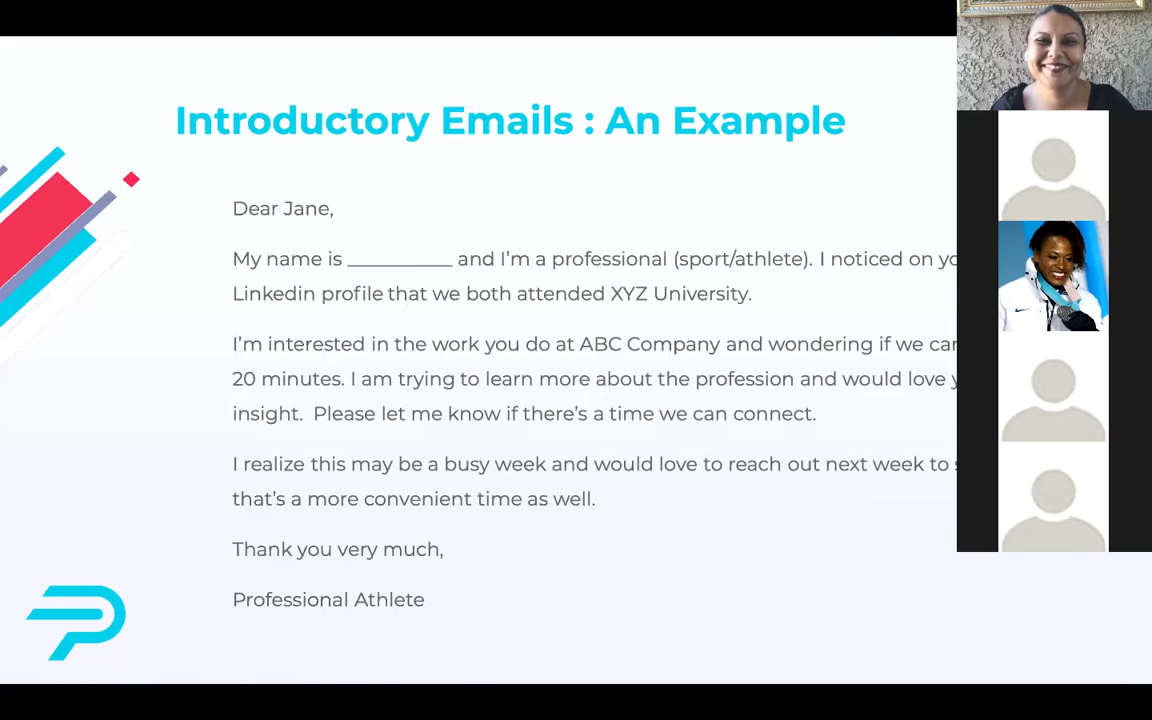 Introductory Emails : An Example
Dear Jane,
My name is __________ and I’m a professional (sport/athlete). I noticed on
Linkedin profile that we both attended XYZ University.
I’m interested in the work you do at ABC Company and wondering if we
20 minutes. I am trying to learn more about the profession and would love
insight.  Please let me know if there’s a time we can connect.
I realize this may be a busy week and would love to reach out next week to
that’s a more convenient time as well.
Thank you very much,
Professional Athlete